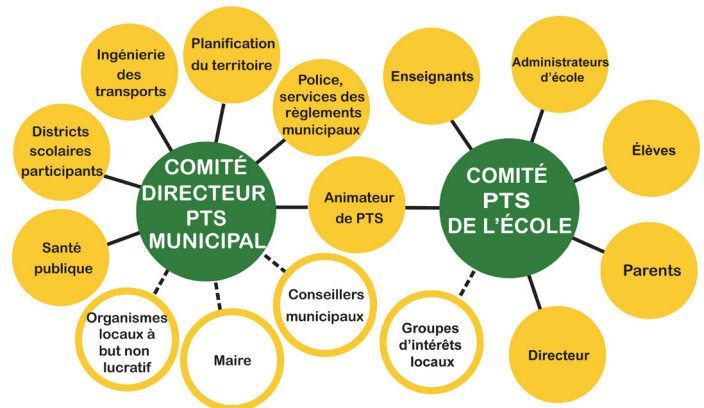 Planification
du territoire
Ingénierie
des
transports
Police,
services des
règlements
municipaux
Districts
scolaires
participants
COMITÉ
DIRECTEUR
PTS
MUNICIPAL
Santé
publique
Organismes
locaux à
but non
lucratif
Maire
Conseillers
municipaux
Animateur
de PTS
Enseignants
Administrateurs
d'école
COMITÉ
PTS
DE L'ÉCOLE
Élèves
Parents
Directeur
Groupes
d'intérêts
locaux